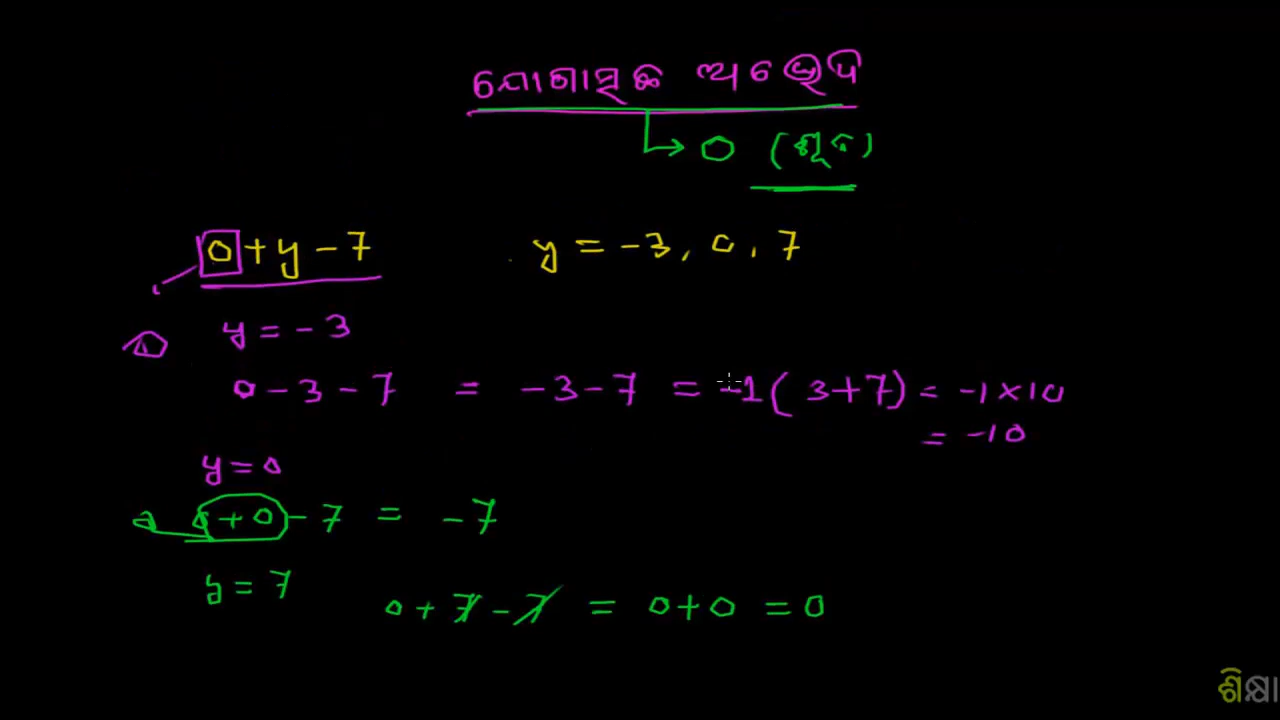 ଯୋଗାତ୍ମକ ଅଭେଦ
→ 0 (ଶୂନ)
0 + y - 7 y = -3, 0, 7
y = -3
0 - 3 - 7 = -3 - 7 = -1 ( 3 + 7 ) = -1 × 10
= -10
y = 0
0 + 0 - 7 = -7
y = 7
0 + 7 - 7 = 0 + 0 = 0
ଶିକ୍ଷା